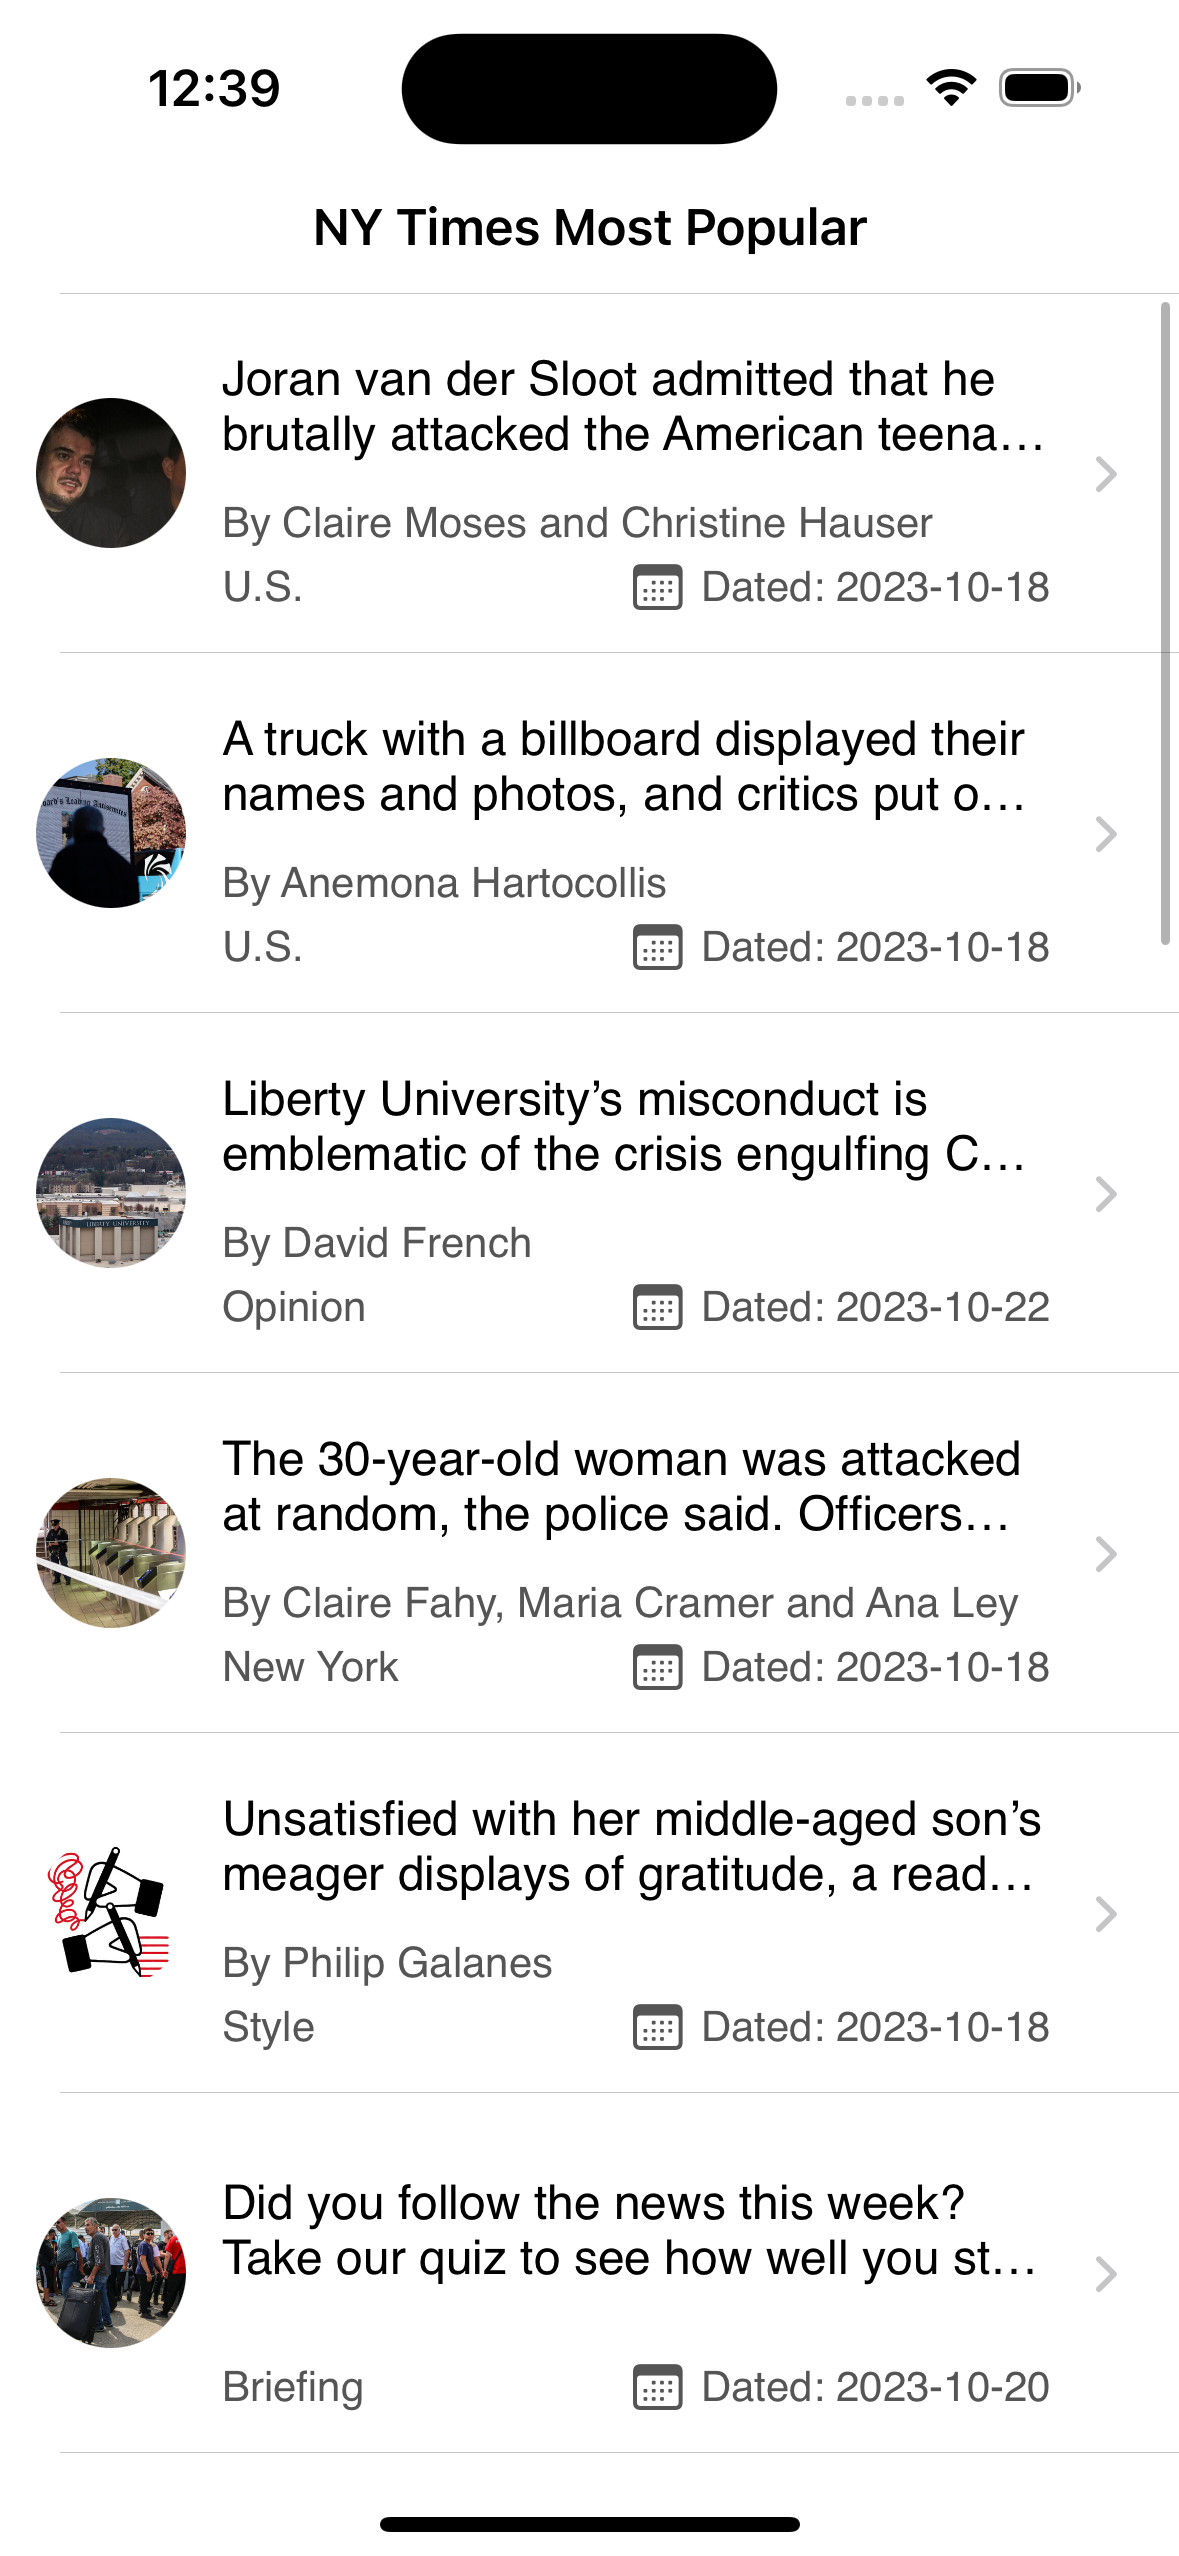 12:39
NY Times Most Popular
Joran van der Sloot admitted that he
brutally attacked the American teena…
By Claire Moses and Christine Hauser
U.S.
Dated: 2023-10-18
A truck with a billboard displayed their
names and photos, and critics put o…
By Anemona Hartocollis
U.S.
Dated: 2023-10-18
Liberty University’s misconduct is
emblematic of the crisis engulfing C…
LIBERTY UNIVERSITY
By David French
Opinion
Dated: 2023-10-22
The 30-year-old woman was attacked
at random, the police said. Officers…
By Claire Fahy, Maria Cramer and Ana Ley
New York
Dated: 2023-10-18
Unsatisfied with her middle-aged son’s
meager displays of gratitude, a read…
By Philip Galanes
Style
Dated: 2023-10-18
Did you follow the news this week?
Take our quiz to see how well you st…
Briefing
Dated: 2023-10-20